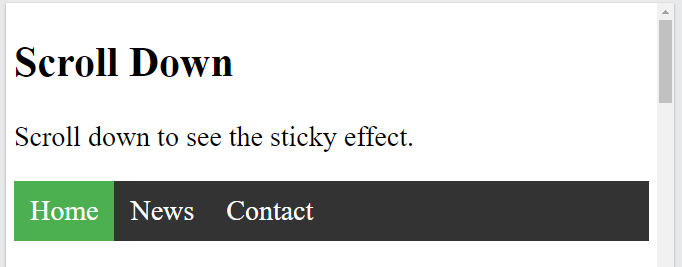 Scroll Down
Scroll down to see the sticky effect.
Home News Contact